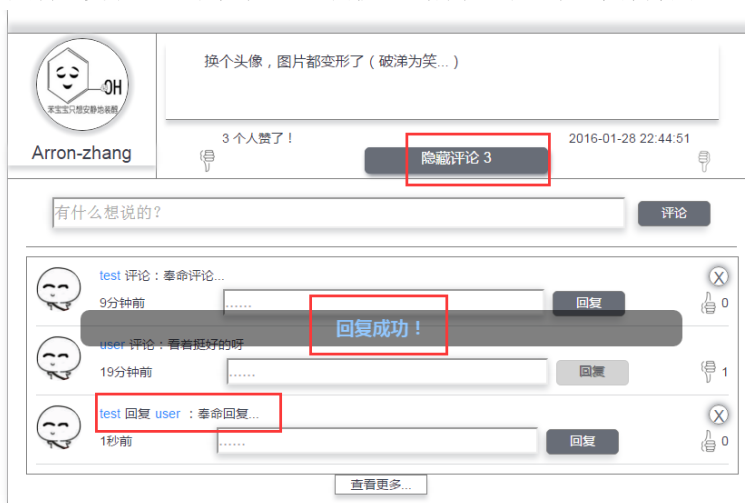 换个头像，图片都变形了（破涕为笑...）
OH
笨宝宝只想安静地装醒
Arron-zhang
3 个人赞了！
隐藏评论 3
2016-01-28 22:44:51
有什么想说的?
评论
test 评论：奉命评论...
X
9分钟前
......
回复
0
回复成功！
user 评论：看着挺好的呀
19分钟前
......
回复
1
test 回复 user ：奉命回复...
X
1秒前
......
回复
0
查看更多...